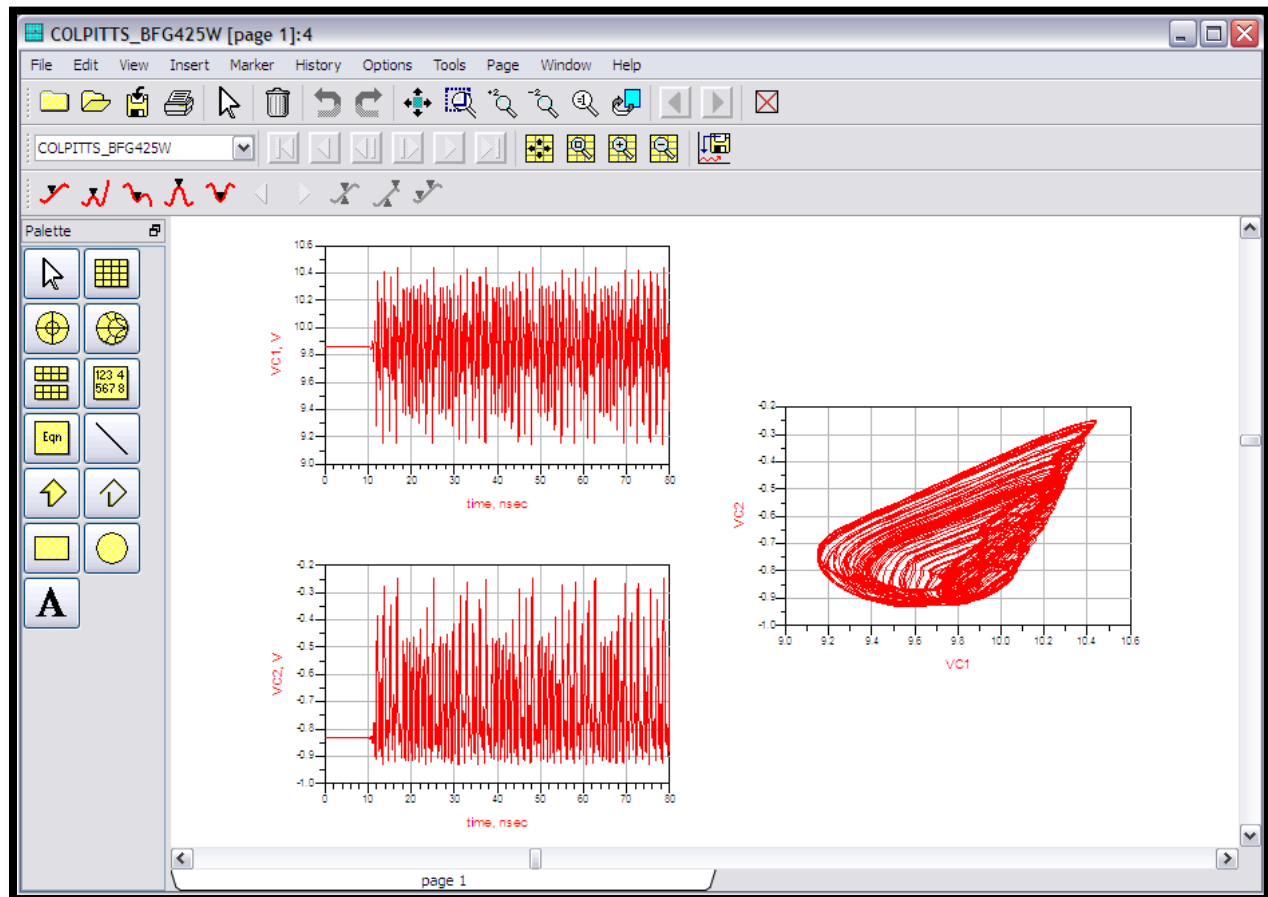 COLPITTS_BFG425W [page 1]:4
File Edit View Insert Marker History Options Tools Page Window Help
+2 -2 =1
COLPITTS_BFG425W
Palette
123 4
567 8
Eqn
A
10.6
10.4
10.2
10.0
9.8
9.6
9.4
9.2
9.0
VC1, V
0 10 20 30 40 50 60 70 80
time, nsec
-0.2
-0.3
-0.4
-0.5
-0.6
-0.7
-0.8
-0.9
-1.0
VC2, V
0 10 20 30 40 50 60 70 80
time, nsec
-0.2
-0.3
-0.4
-0.5
-0.6
-0.7
-0.8
-0.9
-1.0
VC2
9.0 9.2 9.4 9.6 9.8 10.0 10.2 10.4 10.6
VC1
page 1